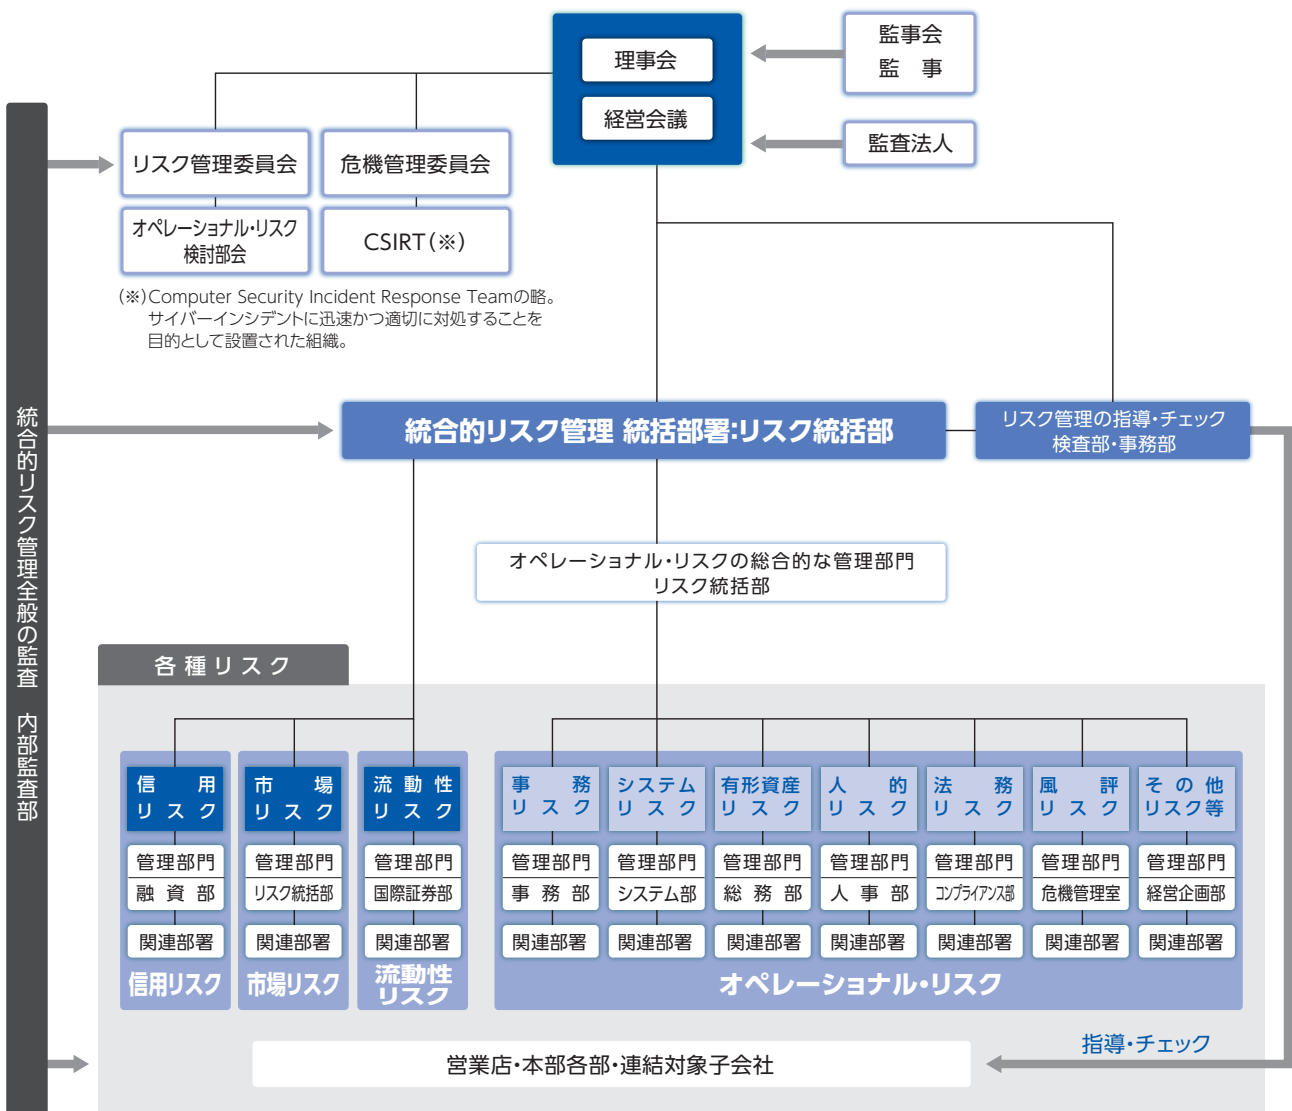 理事会
経営会議
監事会
監　事
監査法人
リスク管理委員会
危機管理委員会
オペレーショナル・リスク
検討部会
CSIRT(※)
(※)Computer Security Incident Response Teamの略。
サイバーインシデントに迅速かつ適切に対処することを
目的として設置された組織。
統合的リスク管理全般の監査　内部監査部
統合的リスク管理 統括部署:リスク統括部
リスク管理の指導・チェック
検査部・事務部
オペレーショナル・リスクの総合的な管理部門
リスク統括部
各種リスク
信用
リスク
管理部門
融資部
関連部署
信用リスク
市場
リスク
管理部門
リスク統括部
関連部署
市場リスク
流動性
リスク
管理部門
国際証券部
関連部署
流動性
リスク
事務
リスク
管理部門
事務部
関連部署
システム
リスク
管理部門
システム部
関連部署
有形資産
リスク
管理部門
総務部
関連部署
人的
リスク
管理部門
人事部
関連部署
法務
リスク
管理部門
コンプライアンス部
関連部署
風評
リスク
管理部門
危機管理室
関連部署
その他
リスク等
管理部門
経営企画部
関連部署
オペレーショナル・リスク
指導・チェック
営業店・本部各部・連結対象子会社